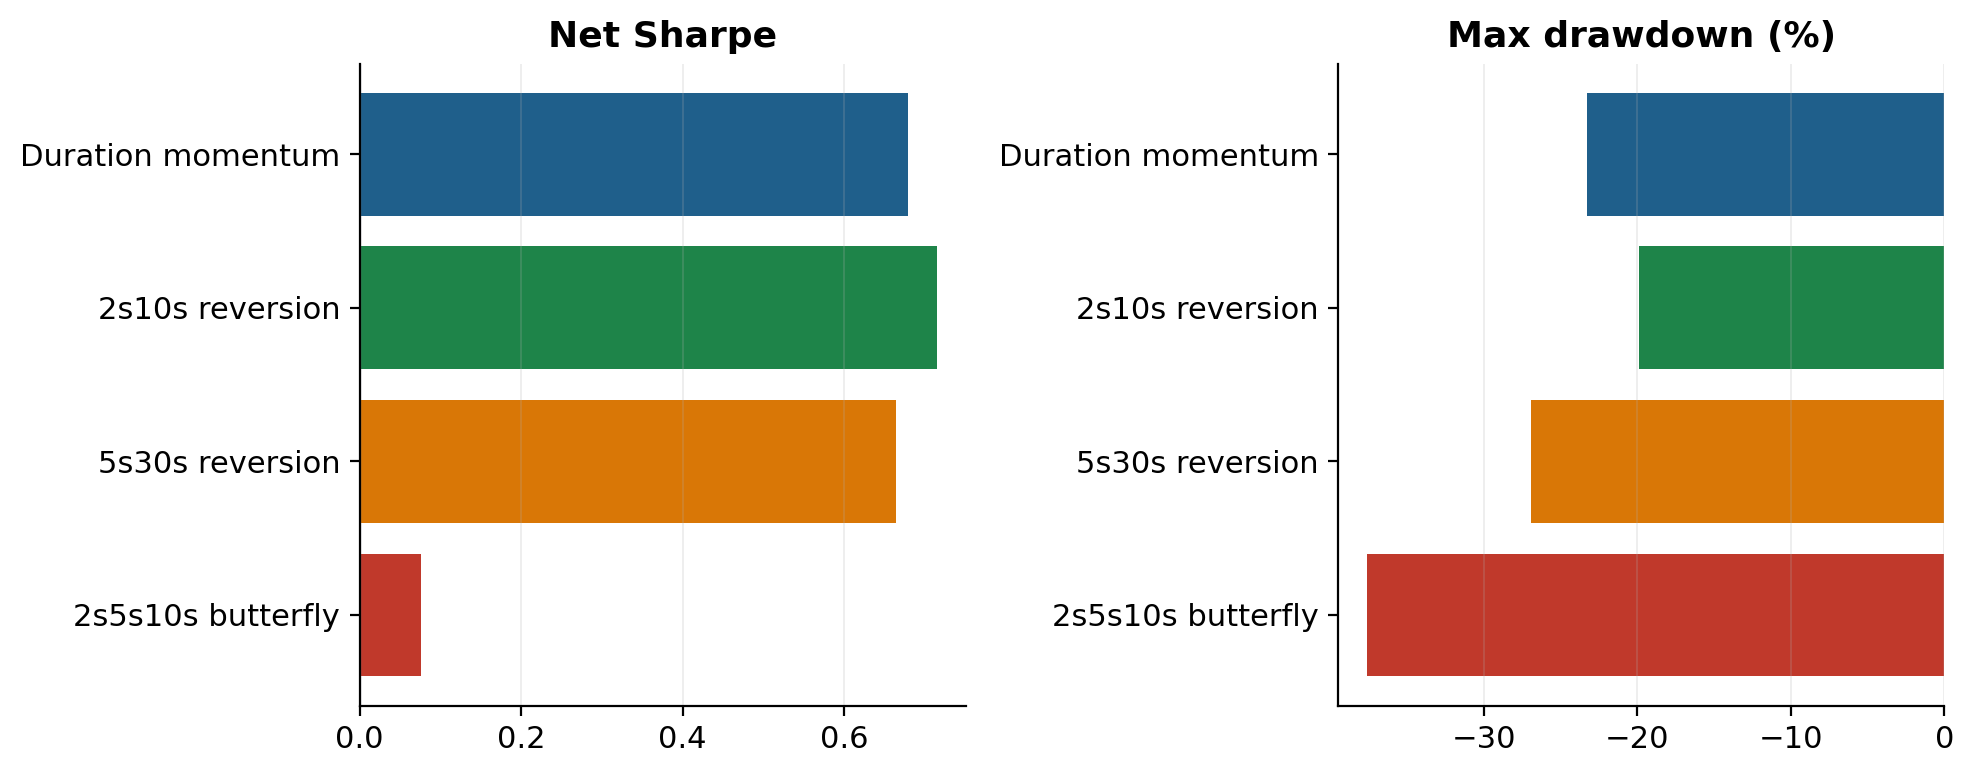 Net Sharpe
Duration momentum
2s10s reversion
5s30s reversion
2s5s10s butterfly
0.0 0.2 0.4 0.6
Max drawdown (%)
Duration momentum
2s10s reversion
5s30s reversion
2s5s10s butterfly
−30 −20 −10 0